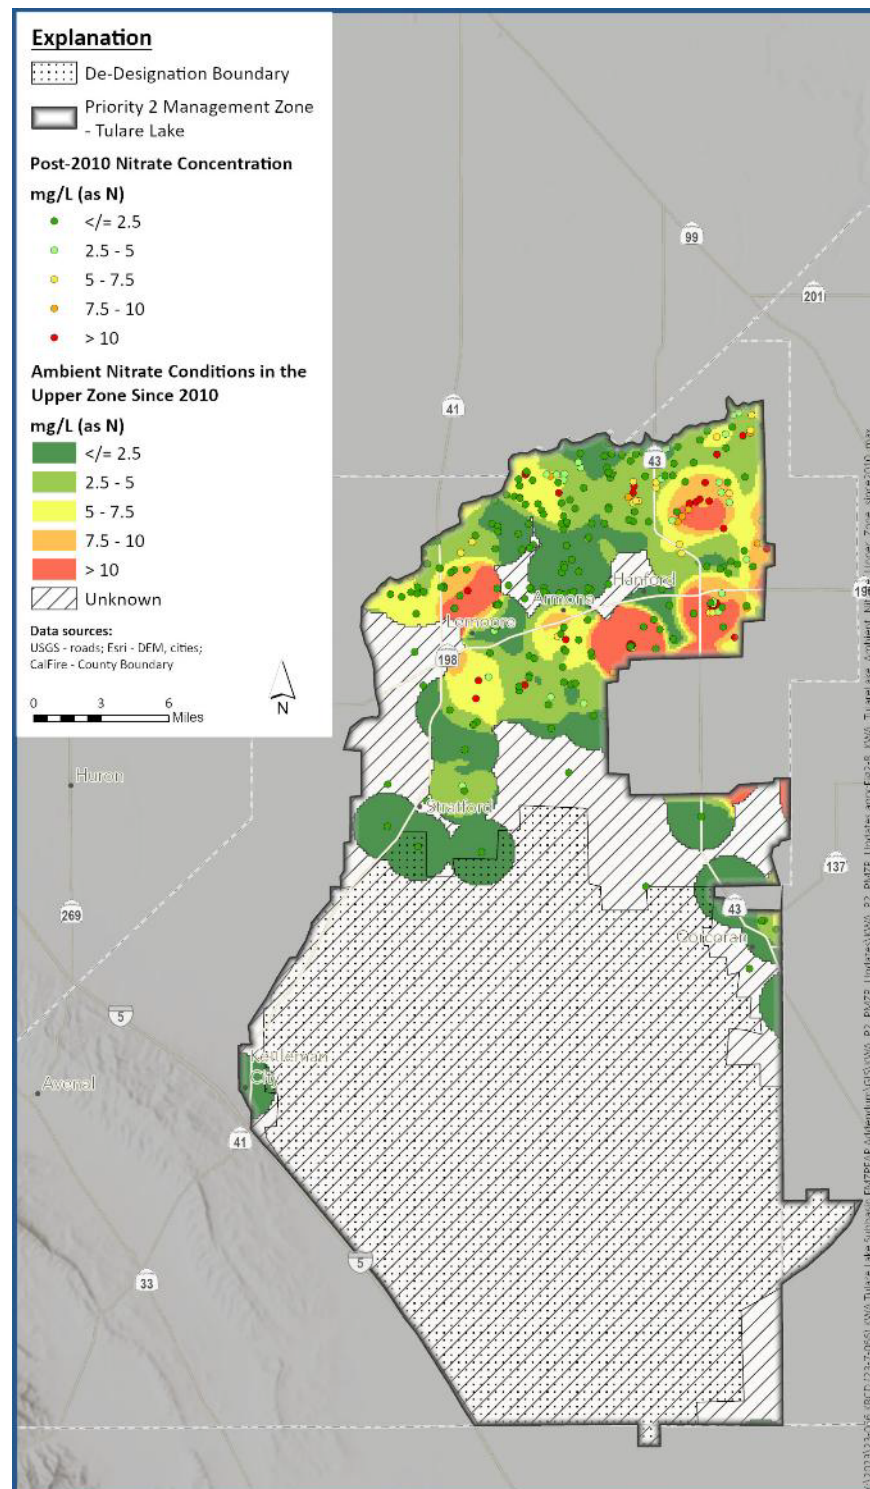 Explanation
De-Designation Boundary
Priority 2 Management Zone
- Tulare Lake
Post-2010 Nitrate Concentration
mg/L (as N)
</= 2.5
2.5 - 5
5 - 7.5
7.5 - 10
> 10
Ambient Nitrate Conditions in the
Upper Zone Since 2010
mg/L (as N)
</= 2.5
2.5 - 5
5 - 7.5
7.5 - 10
> 10
Unknown
Data sources:
USGS - roads; Esri - DEM, cities;
CalFire - County Boundary
N
0 3 6
Miles
99
201
41
43
Hanford
Armona
Lemoore
198
Huron
Stratford
137
269
43
Corcoran
5
Kettleman
City
Avenal
41
5
33